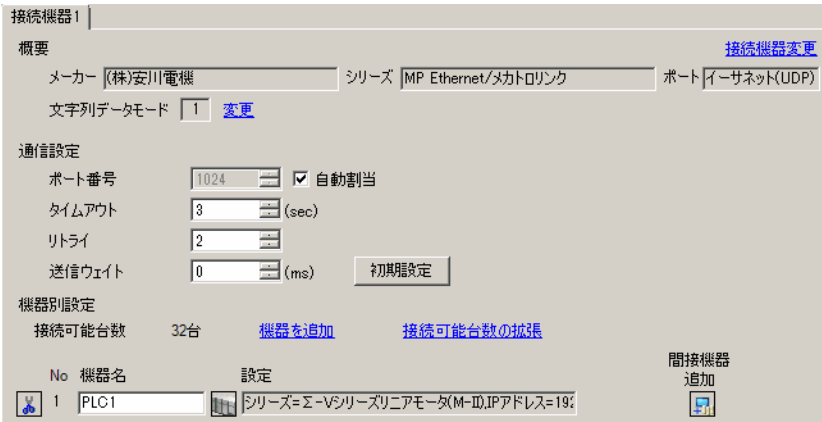 接続機器1
概要
接続機器変更
メーカー (株)安川電機 シリーズ MP Ethernet/メカトロリンク ポート イーサネット(UDP)
文字列データモード 1 変更
通信設定
ポート番号 1024 自動割当
タイムアウト 3 (sec)
リトライ 2
送信ウェイト 0 (ms) 初期設定
機器別設定
接続可能台数 32台 機器を追加 接続可能台数の拡張
間接機器
No 機器名 設定 追加
1 PLC1 シリーズ=Σ-Vシリーズリニアモータ(M-II),IPアドレス=192